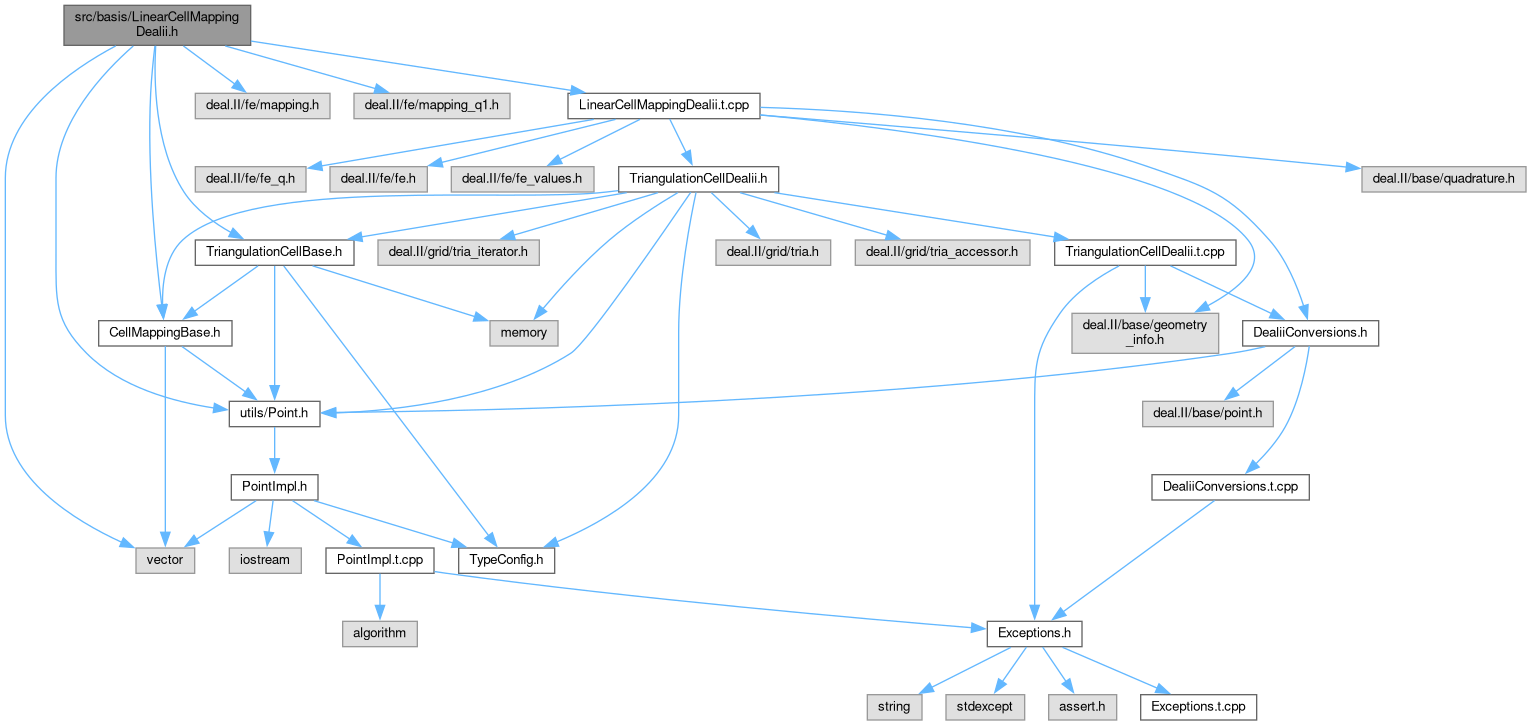 src/basis/LinearCellMapping
Dealii.h
deal.II/fe/mapping.h
deal.II/fe/mapping_q1.h
LinearCellMappingDealii.t.cpp
deal.II/fe/fe_q.h
deal.II/fe/fe.h
deal.II/fe/fe_values.h
TriangulationCellDealii.h
deal.II/base/quadrature.h
TriangulationCellBase.h
deal.II/grid/tria_iterator.h
deal.II/grid/tria.h
deal.II/grid/tria_accessor.h
TriangulationCellDealii.t.cpp
CellMappingBase.h
memory
deal.II/base/geometry
_info.h
DealiiConversions.h
utils/Point.h
deal.II/base/point.h
PointImpl.h
DealiiConversions.t.cpp
vector
iostream
PointImpl.t.cpp
TypeConfig.h
algorithm
Exceptions.h
string
stdexcept
assert.h
Exceptions.t.cpp